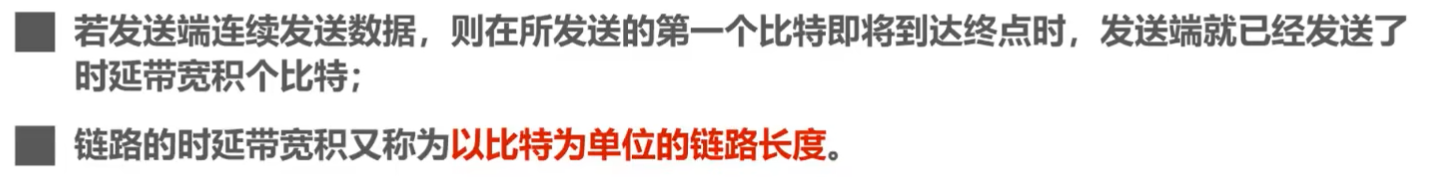 若发送端连续发送数据，则在所发送的第一个比特即将到达终点时，发送端就已经发送了
时延带宽积个比特；
链路的时延带宽积又称为以比特为单位的链路长度。